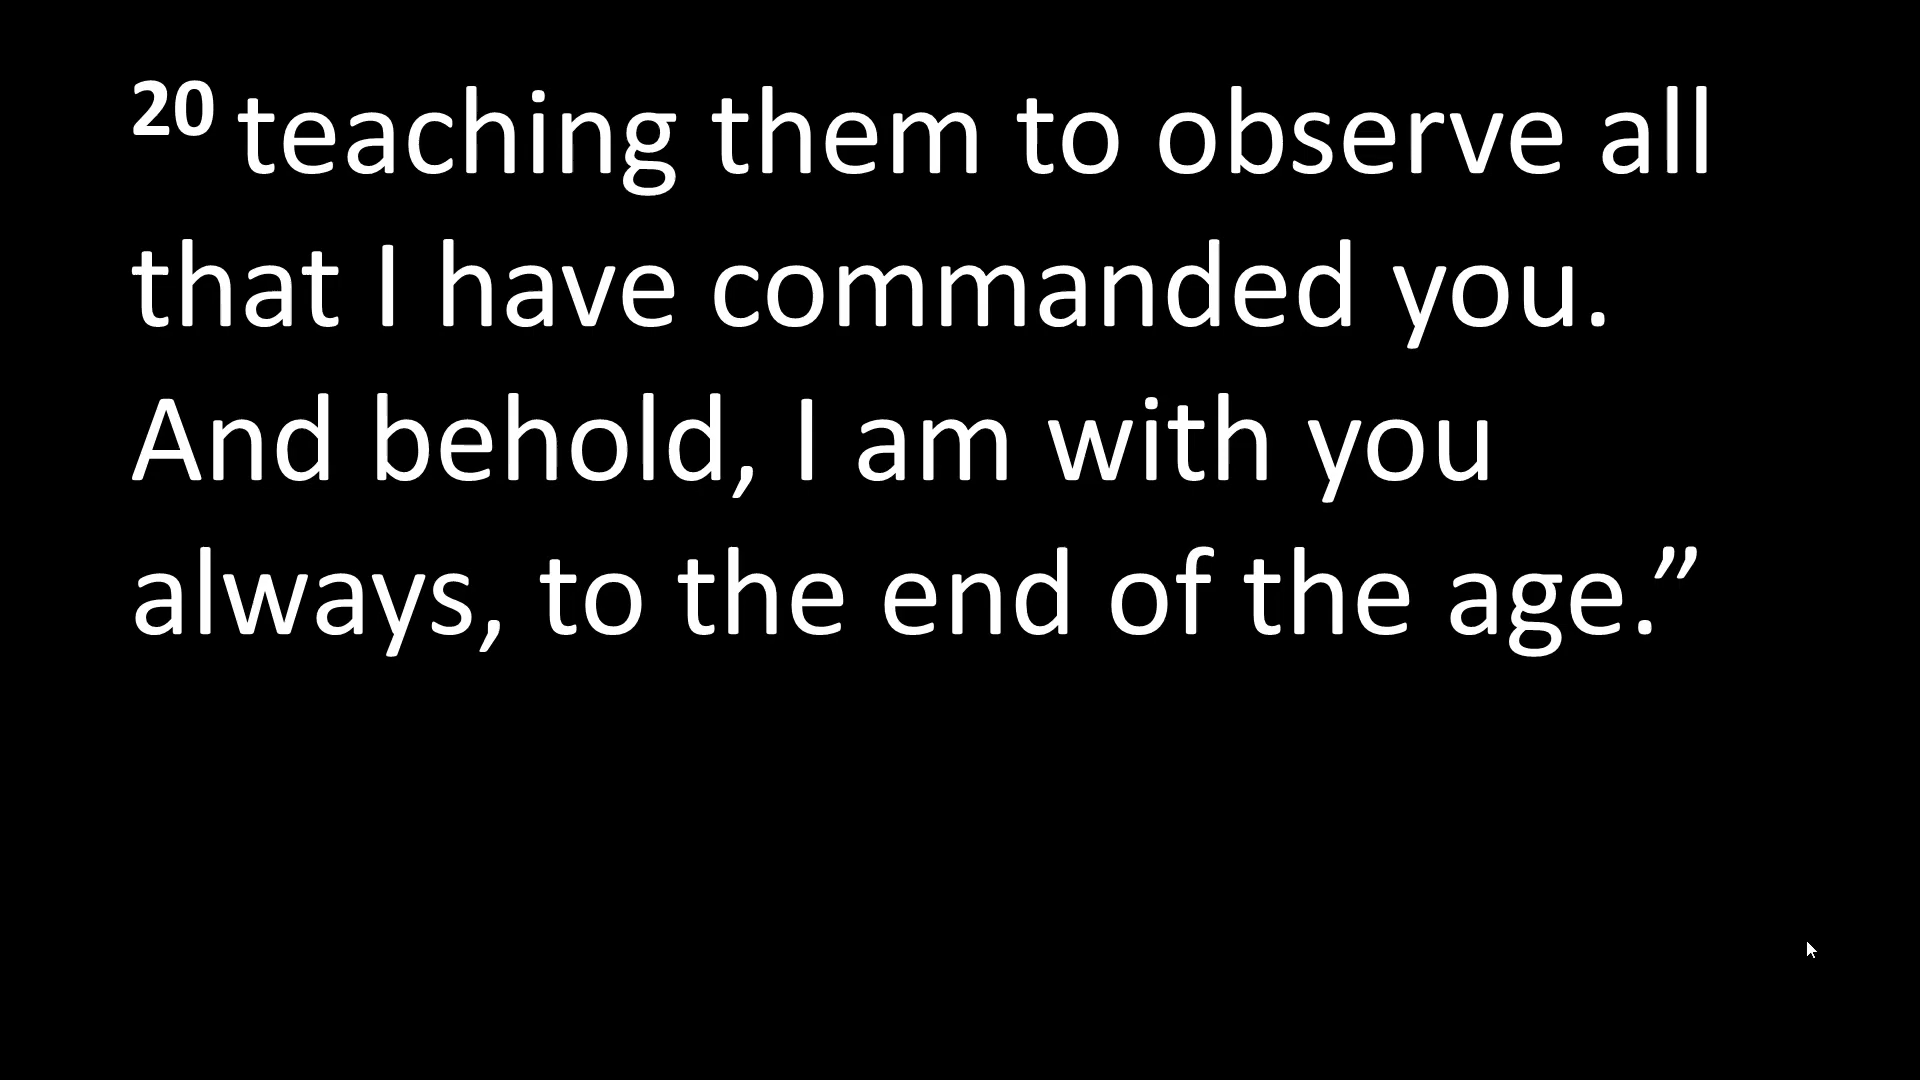 20 teaching them to observe all
that I have commanded you.
And behold, I am with you
always, to the end of the age.”